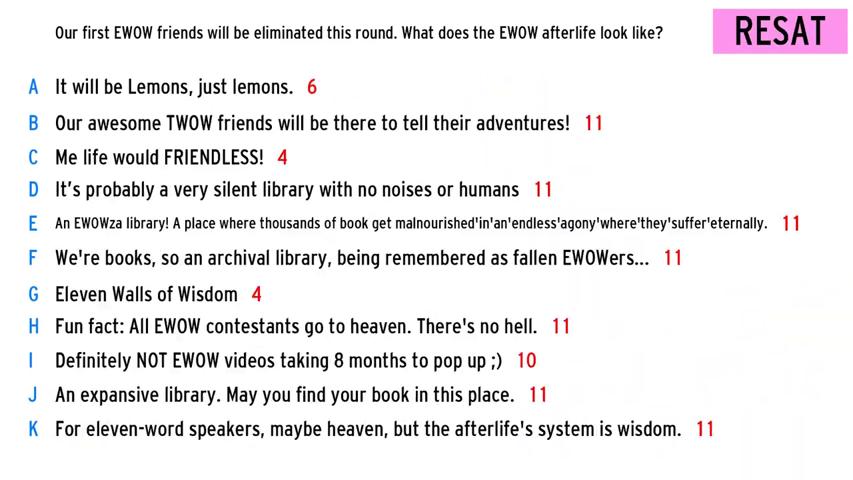 Our first EWOW friends will be eliminated this round. What does the EWOW afterlife look like?
RESAT
A It will be Lemons, just lemons. 6
B Our awesome TWOW friends will be there to tell their adventures! 11
C Me life would FRIENDLESS! 4
D It's probably a very silent library with no noises or humans 11
E An EWOWza library! A place where thousands of book get malnourished'in'an'endless'agony'where'they'suffer'eternally. 11
F We're books, so an archival library, being remembered as fallen EWOWers... 11
G Eleven Walls of Wisdom 4
H Fun fact: All EWOW contestants go to heaven. There's no hell. 11
I Definitely NOT EWOW videos taking 8 months to pop up ;) 10
J An expansive library. May you find your book in this place. 11
K For eleven-word speakers, maybe heaven, but the afterlife's system is wisdom. 11